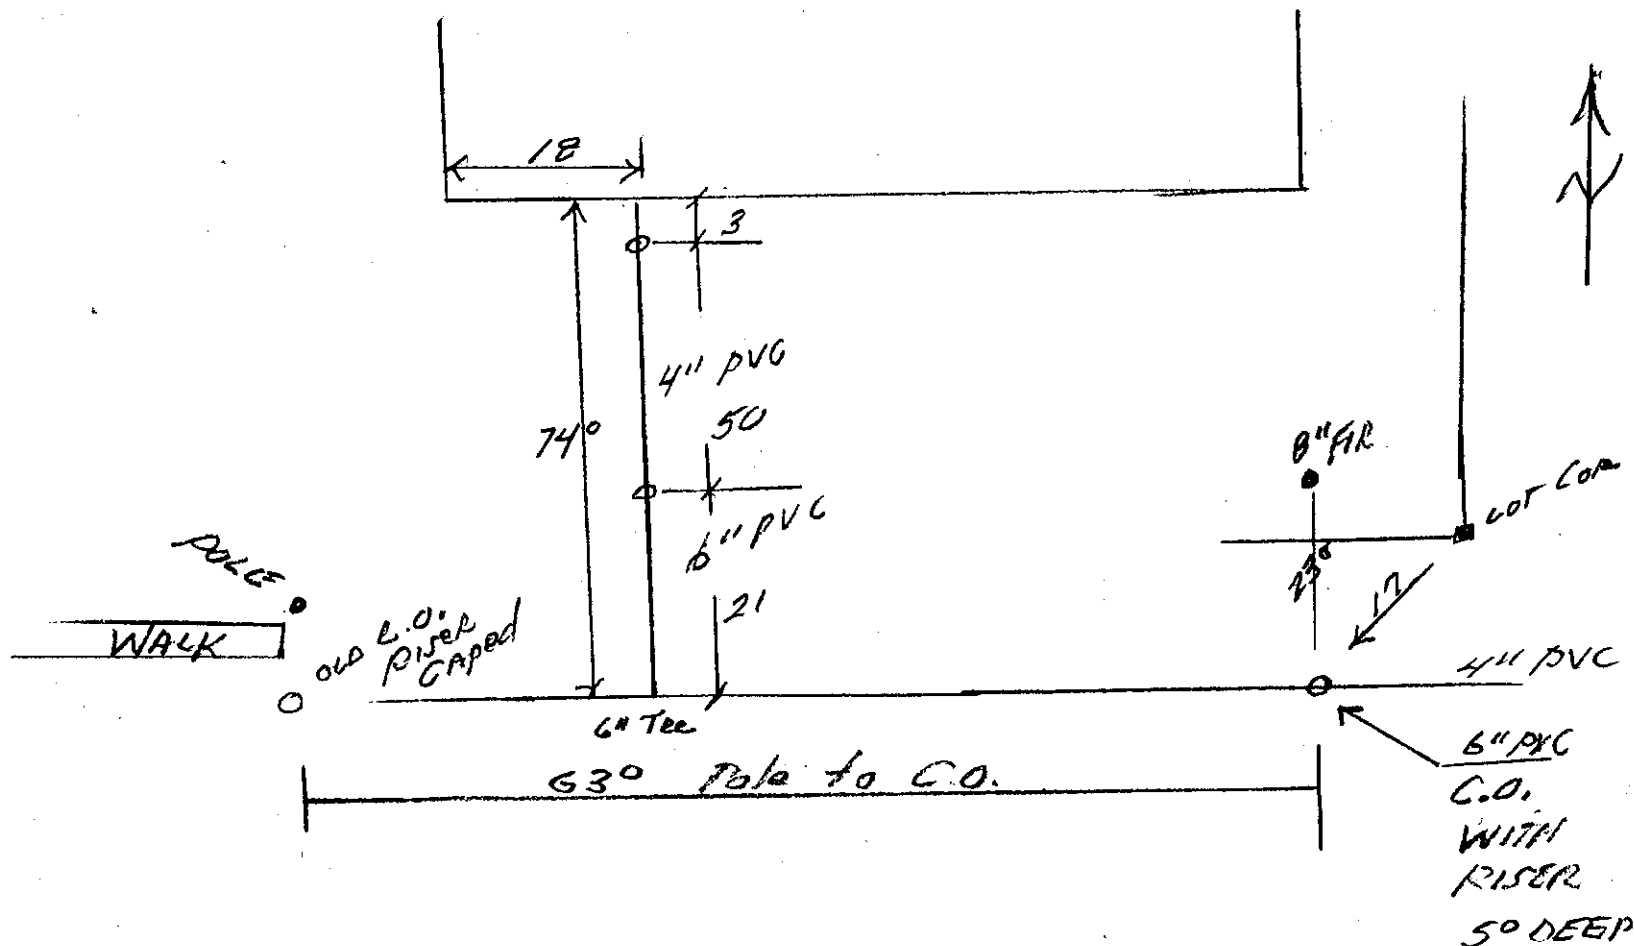 18
3
4" PVC
50
74°
8" FIR
LOT COR
6" PVC
23°
POLE
21
17
WALK
OLD C.O.
RISER
CAPED
4" PVC
6" Tee
63° Pole to C.O.
6" PVC
C.O.
WITH
RISER
5° DEEP